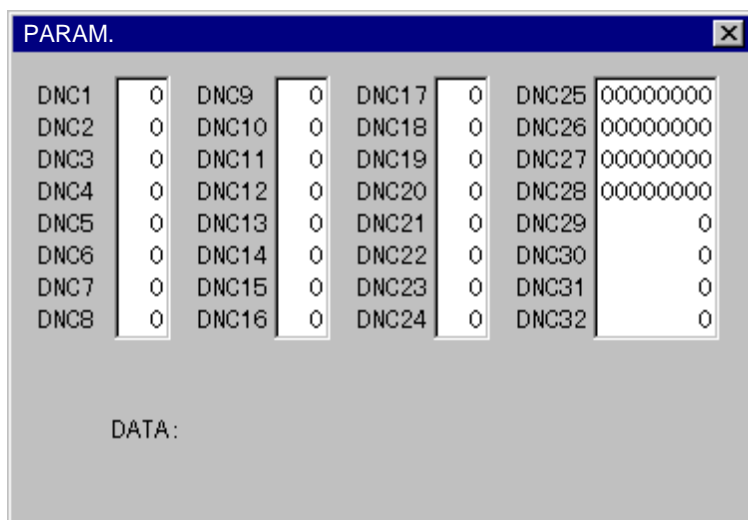 PARAM.
DNC1 0 DNC9 0 DNC17 0 DNC25 00000000
DNC2 0 DNC10 0 DNC18 0 DNC26 00000000
DNC3 0 DNC11 0 DNC19 0 DNC27 00000000
DNC4 0 DNC12 0 DNC20 0 DNC28 00000000
DNC5 0 DNC13 0 DNC21 0 DNC29 0
DNC6 0 DNC14 0 DNC22 0 DNC30 0
DNC7 0 DNC15 0 DNC23 0 DNC31 0
DNC8 0 DNC16 0 DNC24 0 DNC32 0
DATA: